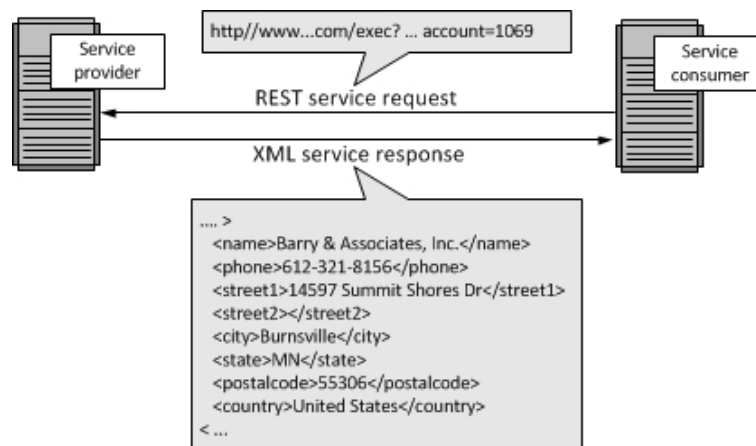 http//www...com/exec? ... account=1069
Service
provider
Service
consumer
REST service request
XML service response
.... >
<name>Barry & Associates, Inc.</name>
<phone>612-321-8156</phone>
<street1>14597 Summit Shores Dr</street1>
<street2></street2>
<city>Burnsville</city>
<state>MN</state>
<postalcode>55306</postalcode>
<country>United States</country>
< ...